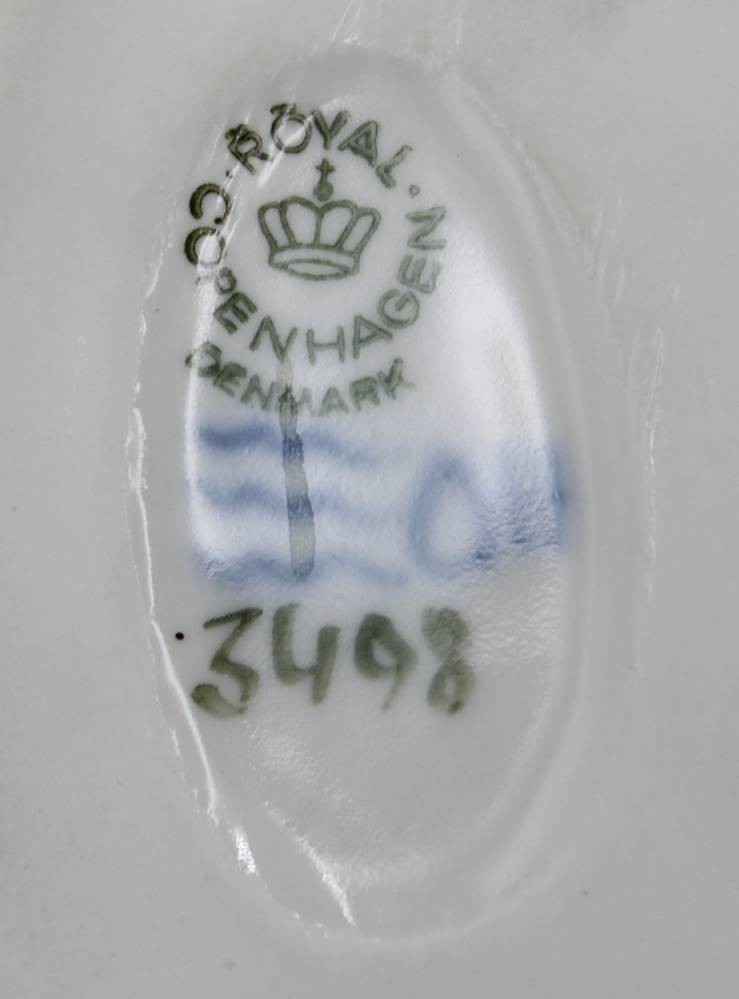 ROYAL
COPENHAGEN
DENMARK
3498